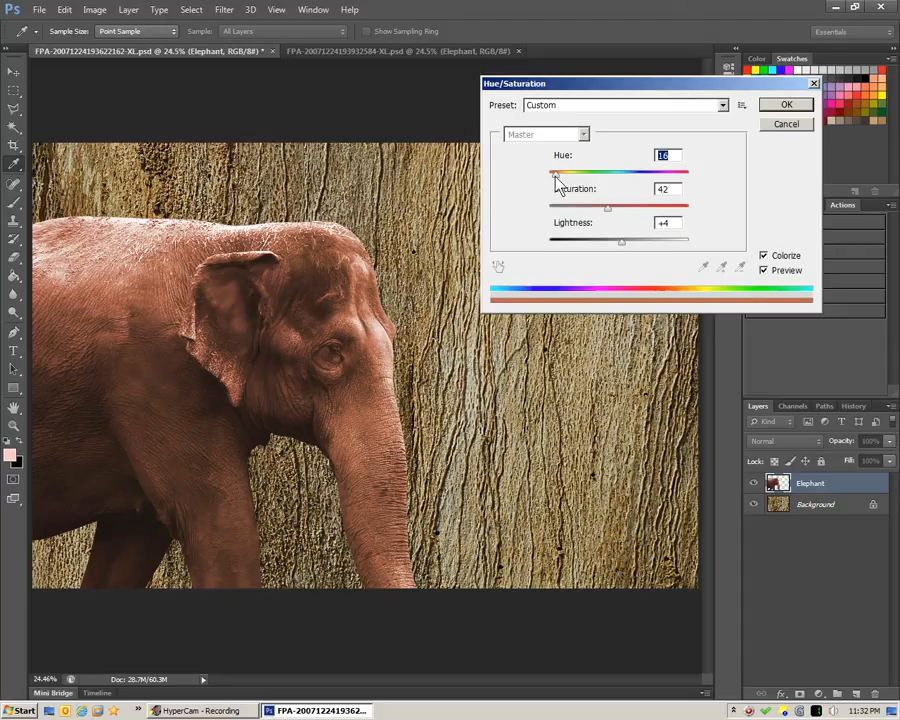 Ps File Edit Image Layer Type Select Filter 3D View Window Help
Sample Size: Point Sample Sample: All Layers Show Sampling Ring Essentials
FPA-20071224193622162-XL.psd @ 24.5% (Elephant, RGB/8#) * × FPA-20071224193932584-XL.psd @ 24.5% (Elephant, RGB/8#) ×
Color Swatches
Hue/Saturation
Preset: Custom OK
Cancel
Master
Hue: 16
Saturation: 42
Lightness: +4
Colorize
Preview
Actions
Layers Channels Paths History
Kind
Normal Opacity: 100%
Lock: Fill: 100%
Elephant
Background
24.46% Doc: 28.7M/60.3M
Mini Bridge Timeline
Start HyperCam - Recording FPA-2007122419362... 11:32 PM